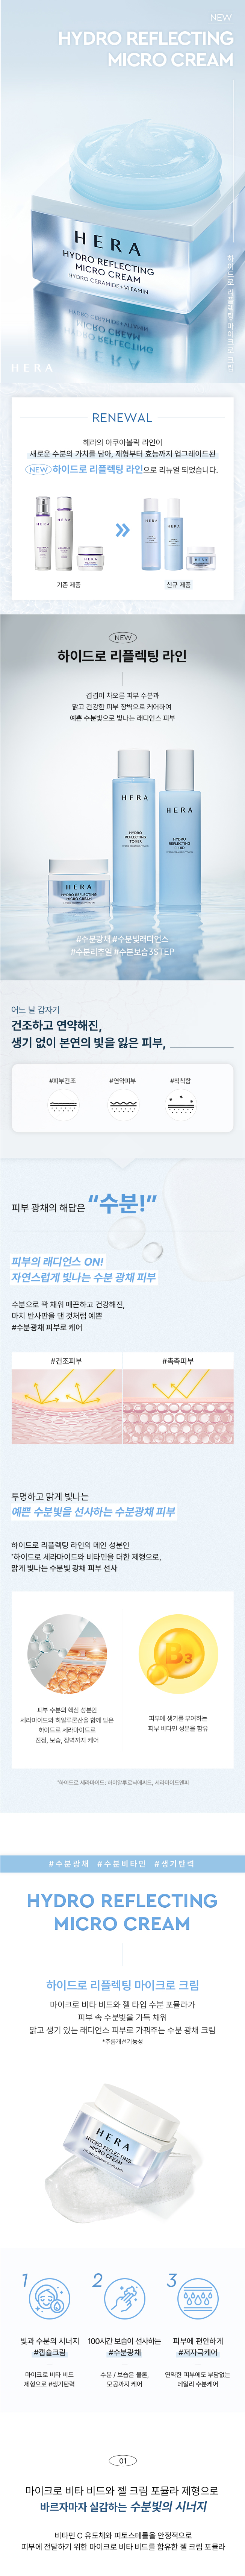 NEW
HYDRO REFLECTING
MICRO CREAM
HERA
HYDRO REFLECTING
MICRO CREAM
HYDRO CERAMIDE + VITAMIN
하이드로 리플렉팅 마이크로 크림
HERA
RENEWAL
헤라의 아쿠아볼릭 라인이
새로운 수분의 가치를 담아, 제형부터 효능까지 업그레이드된
NEW 하이드로 리플렉팅 라인으로 리뉴얼 되었습니다.
기존 제품
신규 제품
NEW
하이드로 리플렉팅 라인
겹겹이 차오른 피부 수분과
맑고 건강한 피부 장벽으로 케어하여
예쁜 수분빛으로 빛나는 래디언스 피부
HERA
HYDRO
REFLECTING
TONER
HERA
HYDRO
REFLECTING
FLUID
HERA
HYDRO REFLECTING
MICRO CREAM
#수분광채 #수분빛래디언스
#수분리추얼 #수분보습3STEP
어느 날 갑자기
건조하고 연약해진,
생기 없이 본연의 빛을 잃은 피부,
#피부건조
#연약피부
#칙칙함
피부 광채의 해답은 “수분!”
피부의 래디언스 ON!
자연스럽게 빛나는 수분 광채 피부
수분으로 꽉 채워 매끈하고 건강해진,
마치 반사판을 댄 것처럼 예쁜
#수분광채 피부로 케어
#건조피부
#촉촉피부
투명하고 맑게 빛나는
예쁜 수분빛을 선사하는 수분광채 피부
하이드로 리플렉팅 라인의 메인 성분인
*하이드로 세라마이드와 비타민을 더한 제형으로,
맑게 빛나는 수분빛 광채 피부 선사
B3
피부 수분의 핵심 성분인
세라마이드와 히알루론산을 함께 담은
하이드로 세라마이드로
진정, 보습, 장벽까지 케어
피부에 생기를 부여하는
피부 비타민 성분을 함유
*하이드로 세라마이드: 하이알루로닉애씨드, 세라마이드엔피
#수분광채 #수분비타민 #생기탄력
HYDRO REFLECTING
MICRO CREAM
하이드로 리플렉팅 마이크로 크림
마이크로 비타 비드와 젤 타입 수분 포뮬라가
피부 속 수분빛을 가득 채워
맑고 생기 있는 래디언스 피부로 가꿔주는 수분 광채 크림
*주름개선기능성
HERA
HYDRO REFLECTING
MICRO CREAM
1
빛과 수분의 시너지
#캡슐크림
마이크로 비타 비드
제형으로 #생기탄력
2
100시간 보습이 선사하는
#수분광채
수분 / 보습은 물론,
모공까지 케어
3
피부에 편안하게
#저자극케어
연약한 피부에도 부담없는
데일리 수분케어
01
마이크로 비타 비드와 젤 크림 포뮬라 제형으로
바르자마자 실감하는 수분빛의 시너지
비타민 C 유도체와 피토스테롤을 안정적으로
피부에 전달하기 위한 마이크로 비타 비드를 함유한 젤 크림 포뮬라